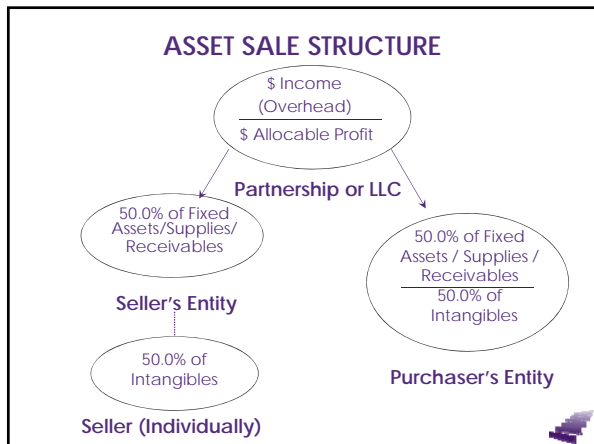 ASSET SALE STRUCTURE
$ Income
(Overhead)
$ Allocable Profit
Partnership or LLC
50.0% of Fixed
Assets/Supplies/
Receivables
Seller's Entity
50.0% of
Intangibles
Seller (Individually)
50.0% of Fixed
Assets / Supplies /
Receivables
50.0% of
Intangibles
Purchaser's Entity